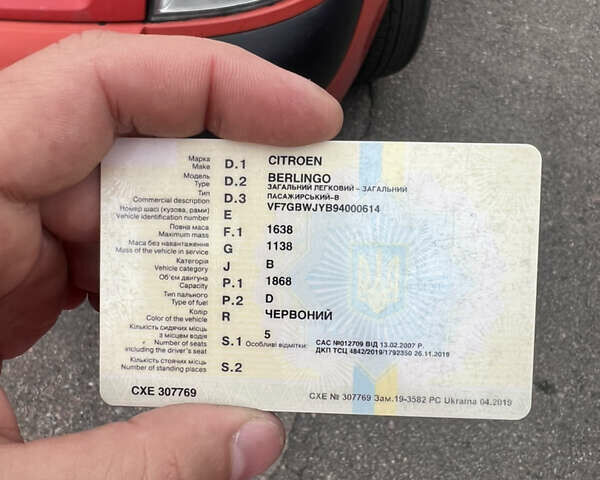 Марка D.1 CITROEN
Make
Модель D.2 BERLINGO
Type ЗАГАЛЬНИЙ ЛЕГКОВИЙ – ЗАГАЛЬНИЙ
Тип D.3 ПАСАЖИРСЬКИЙ-В
Commercial description
Номер шасі (кузова, рами) E VF7GBWJYB94000614
Vehicle identification number
Повна маса F.1 1638
Maximum mass
Маса без навантаження G 1138
Mass of the vehicle in service
Категорія J B
Vehicle category
Об'єм двигуна P.1 1868
Capacity
Тип пального P.2 D
Type of fuel
Колір R ЧЕРВОНИЙ
Color of the vehicle
Кількість сидячих місць 5
з місцем водія S.1 Особливі відмітки: САС №012709 ВІД 13.02.2007 Р.
Number of seats ДКП ТСЦ 4842/2019/1792350 26.11.2019
including the driver's seat
Кількість стоячих місць S.2
Number of standing places
СХЕ 307769 СХЕ № 307769 Зам.19-3582 PC Ukraina 04.2019